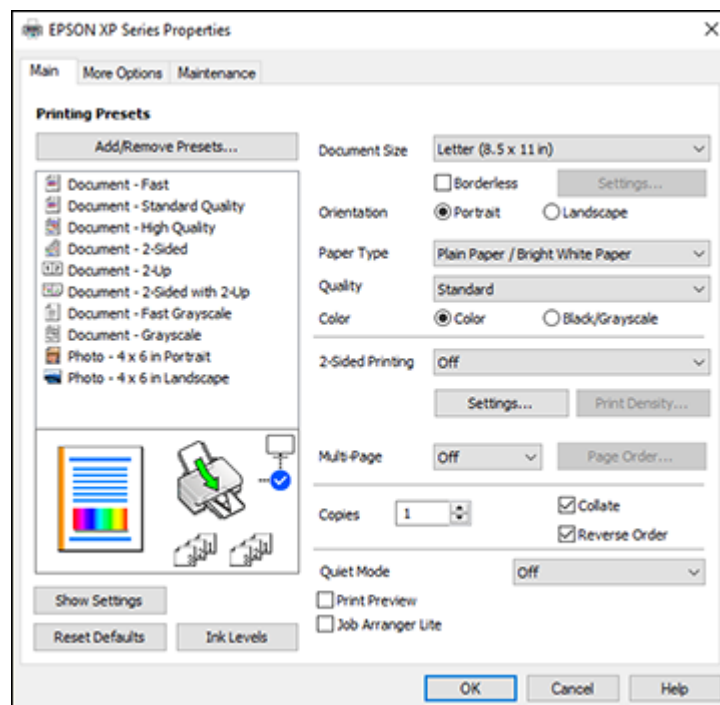 EPSON XP Series Properties
Main More Options Maintenance
Printing Presets
Add/Remove Presets...
Document - Fast
Document - Standard Quality
Document - High Quality
Document - 2-Sided
Document - 2-Up
Document - 2-Sided with 2-Up
Document - Fast Grayscale
Document - Grayscale
Photo - 4 x 6 in Portrait
Photo - 4 x 6 in Landscape
Show Settings
Reset Defaults Ink Levels
Document Size Letter (8.5 x 11 in)
Borderless Settings...
Orientation Portrait Landscape
Paper Type Plain Paper / Bright White Paper
Quality Standard
Color Color Black/Grayscale
2-Sided Printing Off
Settings... Print Density...
Multi-Page Off Page Order...
Copies 1 Collate
Reverse Order
Quiet Mode Off
Print Preview
Job Arranger Lite
OK Cancel Help